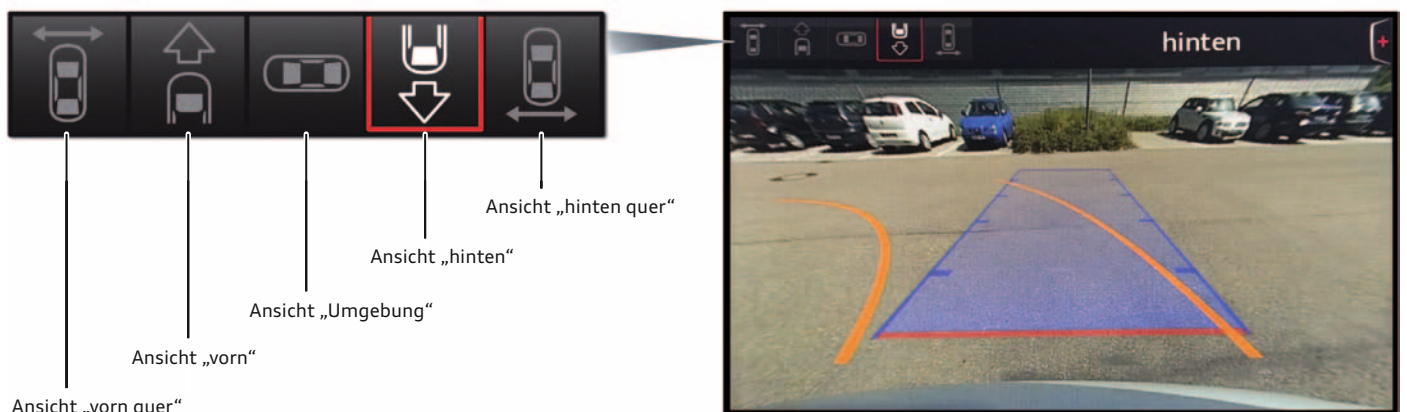 hinten
Ansicht „hinten quer“
Ansicht „hinten“
Ansicht „Umgebung“
Ansicht „vorn“
Ansicht „vorn quer“